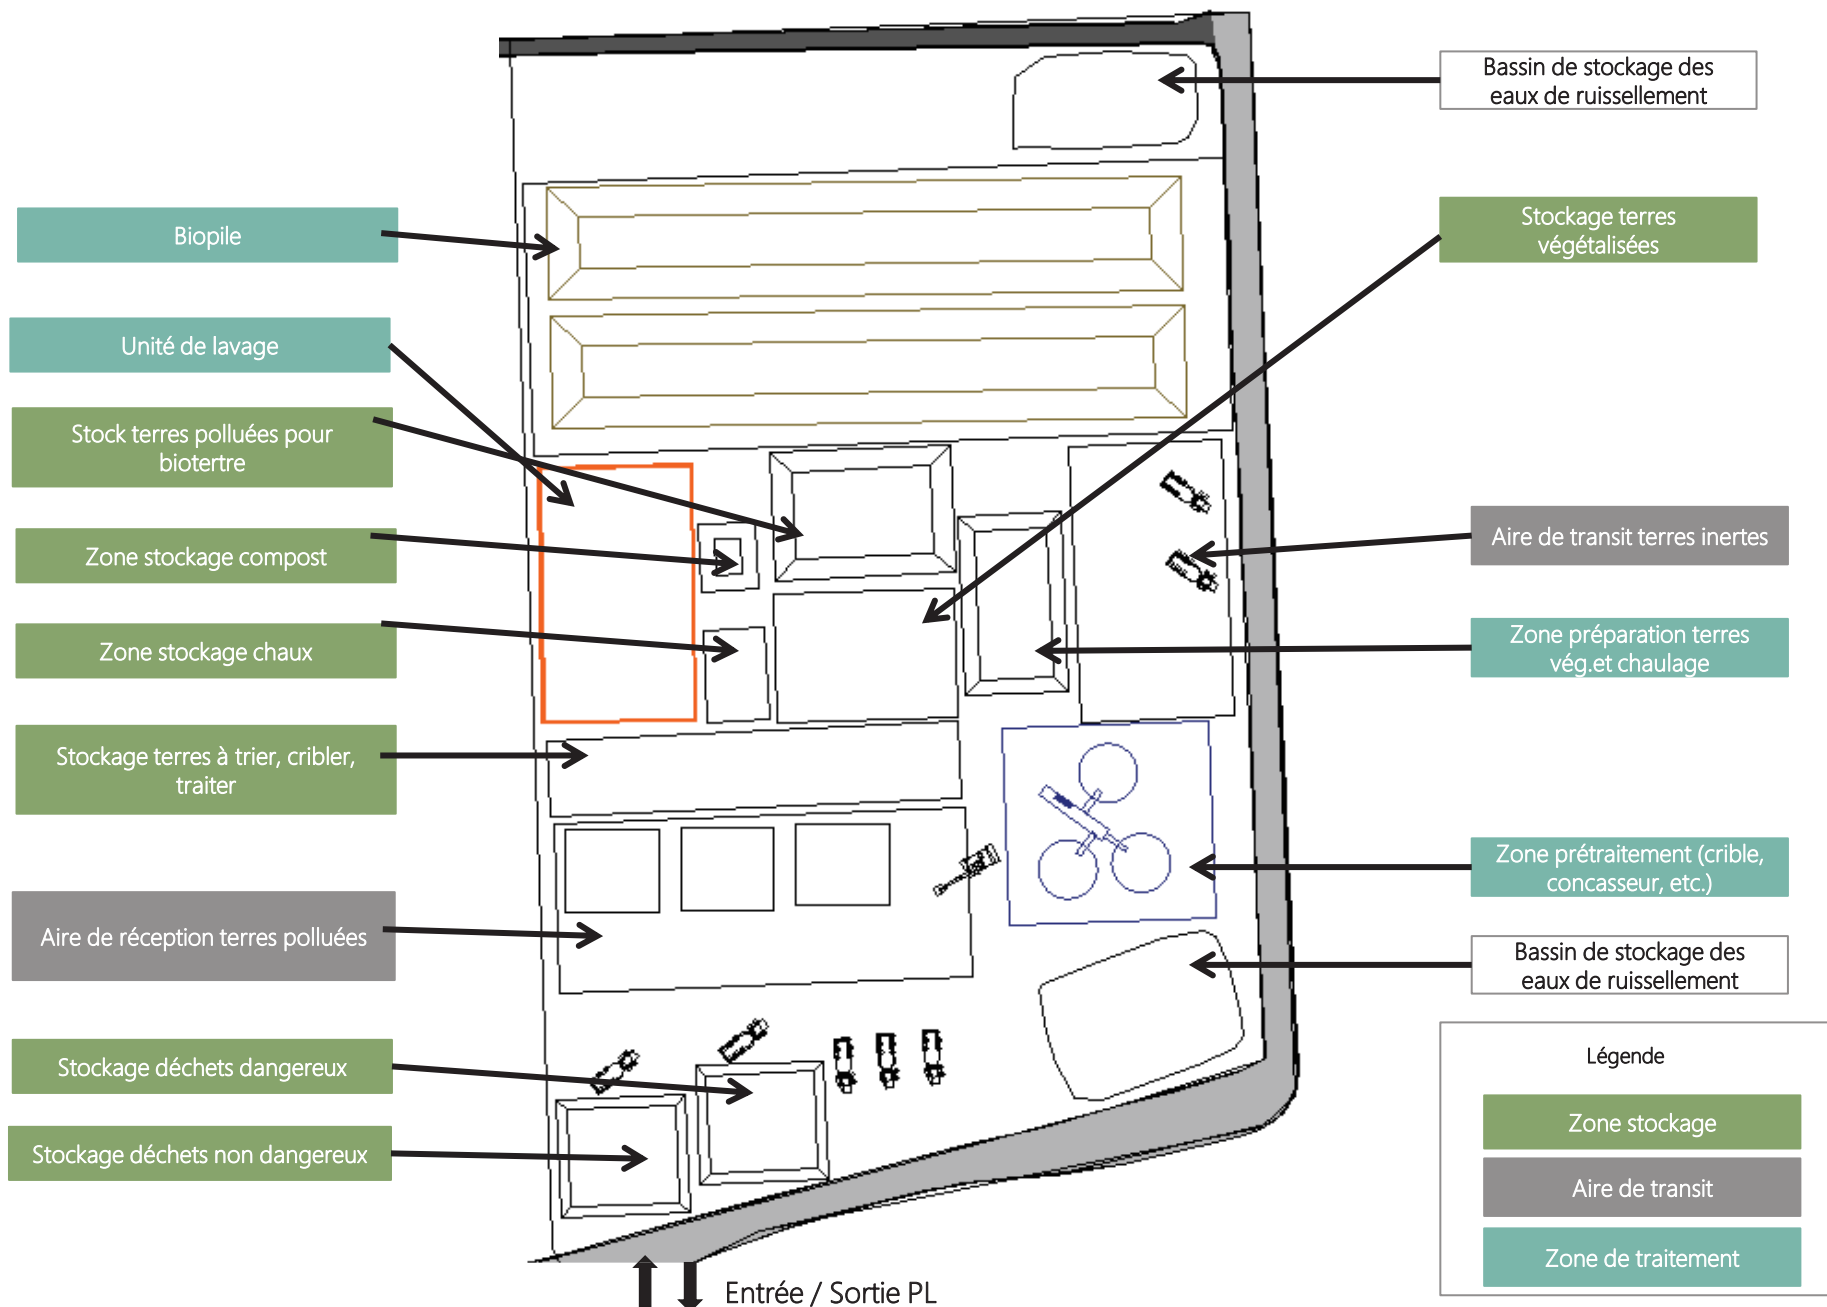 Bassin de stockage des
eaux de ruissellement
Biopile
Stockage terres
végétalisées
Unité de lavage
Stock terres polluées pour
biotertre
Zone stockage compost
Aire de transit terres inertes
Zone stockage chaux
Zone préparation terres
vég.et chaulage
Stockage terres à trier, cribler,
traiter
Zone prétraitement (crible,
concasseur, etc.)
Aire de réception terres polluées
Bassin de stockage des
eaux de ruissellement
Stockage déchets dangereux
Stockage déchets non dangereux
Légende
Zone stockage
Aire de transit
Zone de traitement
Entrée / Sortie PL